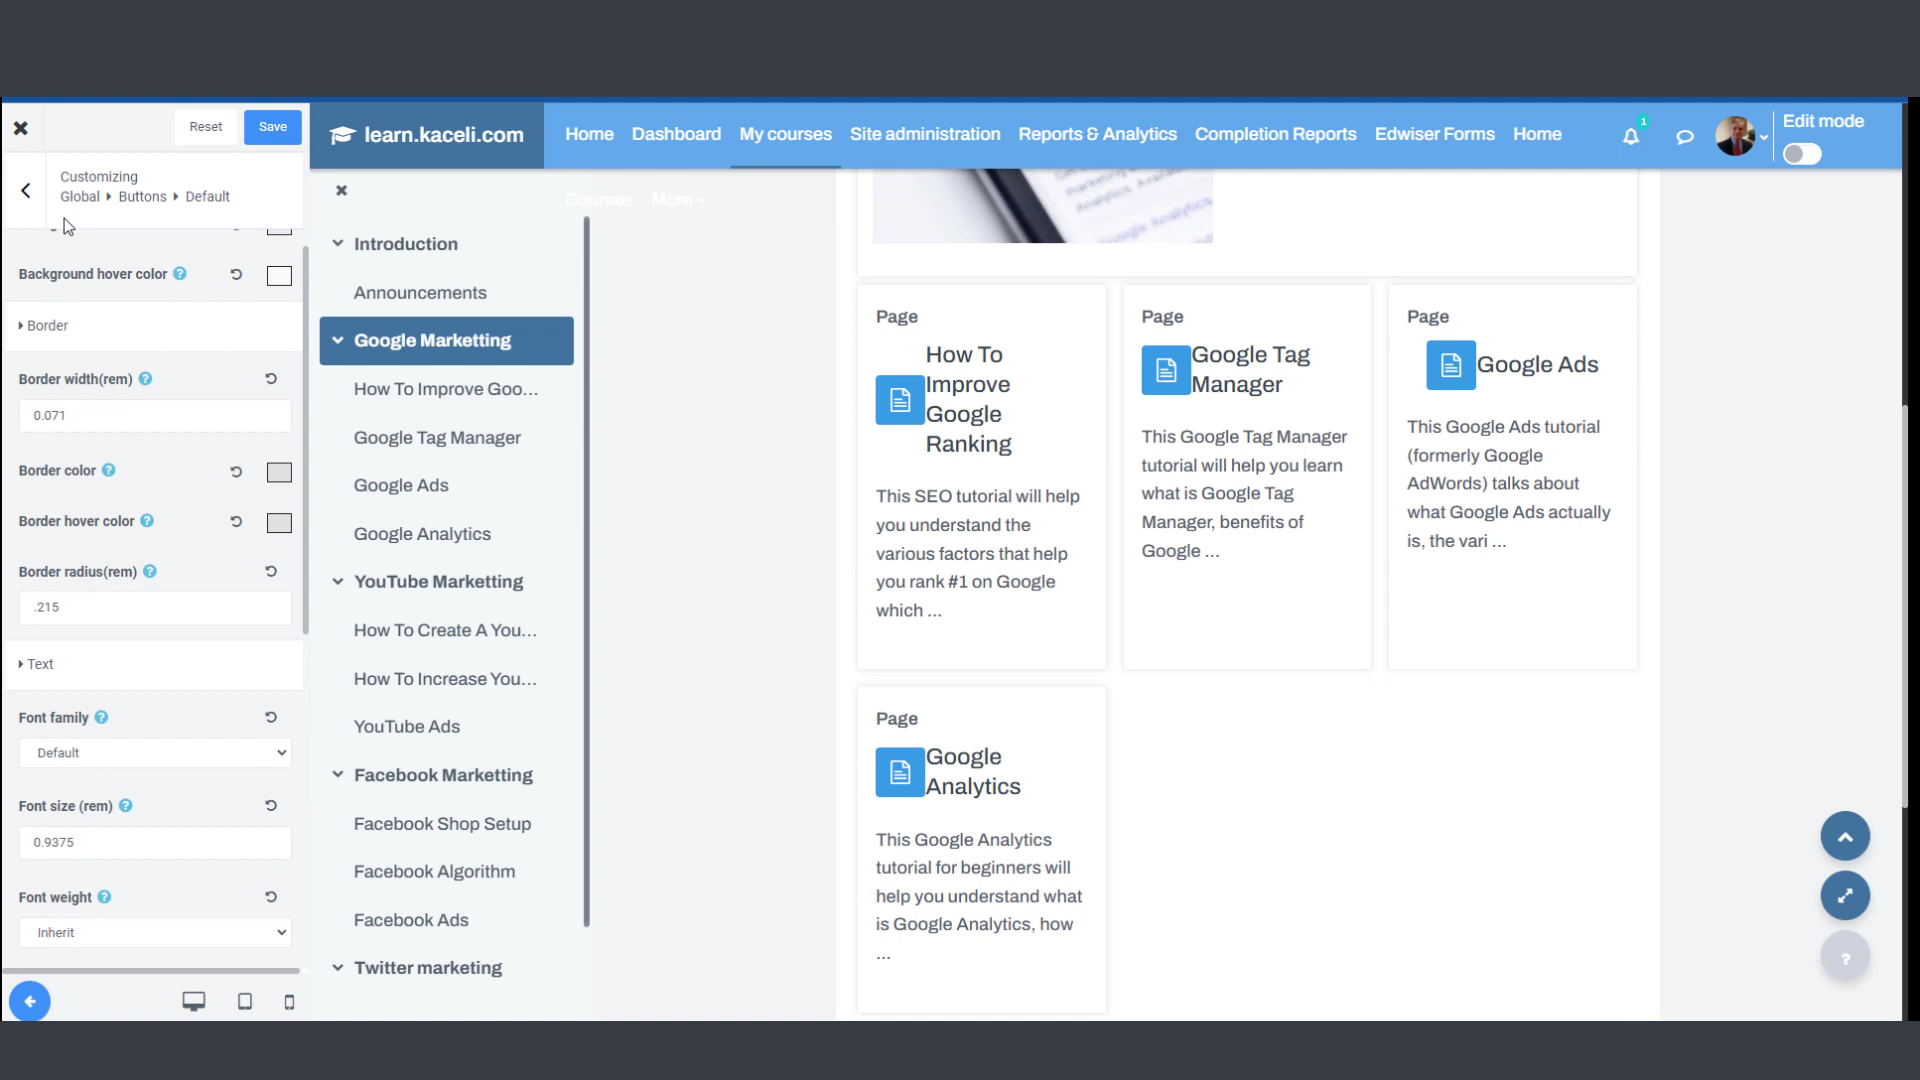 Reset
Save
Customizing
Global ▸ Buttons ▸ Default
Background hover color
Border
Border width(rem)
0.071
Border color
Border hover color
Border radius(rem)
.215
Text
Font family
Default
Font size (rem)
0.9375
Font weight
Inherit
learn.kaceli.com
Home
Dashboard
My courses
Site administration
Reports & Analytics
Completion Reports
Edwiser Forms
Home
1
Edit mode
Courses
More
Introduction
Announcements
Google Marketting
How To Improve Goo...
Google Tag Manager
Google Ads
Google Analytics
YouTube Marketting
How To Create A You...
How To Increase You...
YouTube Ads
Facebook Marketting
Facebook Shop Setup
Facebook Algorithm
Facebook Ads
Twitter marketing
Page
How To
Improve
Google
Ranking
This SEO tutorial will help
you understand the
various factors that help
you rank #1 on Google
which ...
Page
Google Tag
Manager
This Google Tag Manager
tutorial will help you learn
what is Google Tag
Manager, benefits of
Google ...
Page
Google Ads
This Google Ads tutorial
(formerly Google
AdWords) talks about
what Google Ads actually
is, the vari ...
Page
Google
Analytics
This Google Analytics
tutorial for beginners will
help you understand what
is Google Analytics, how
...
?